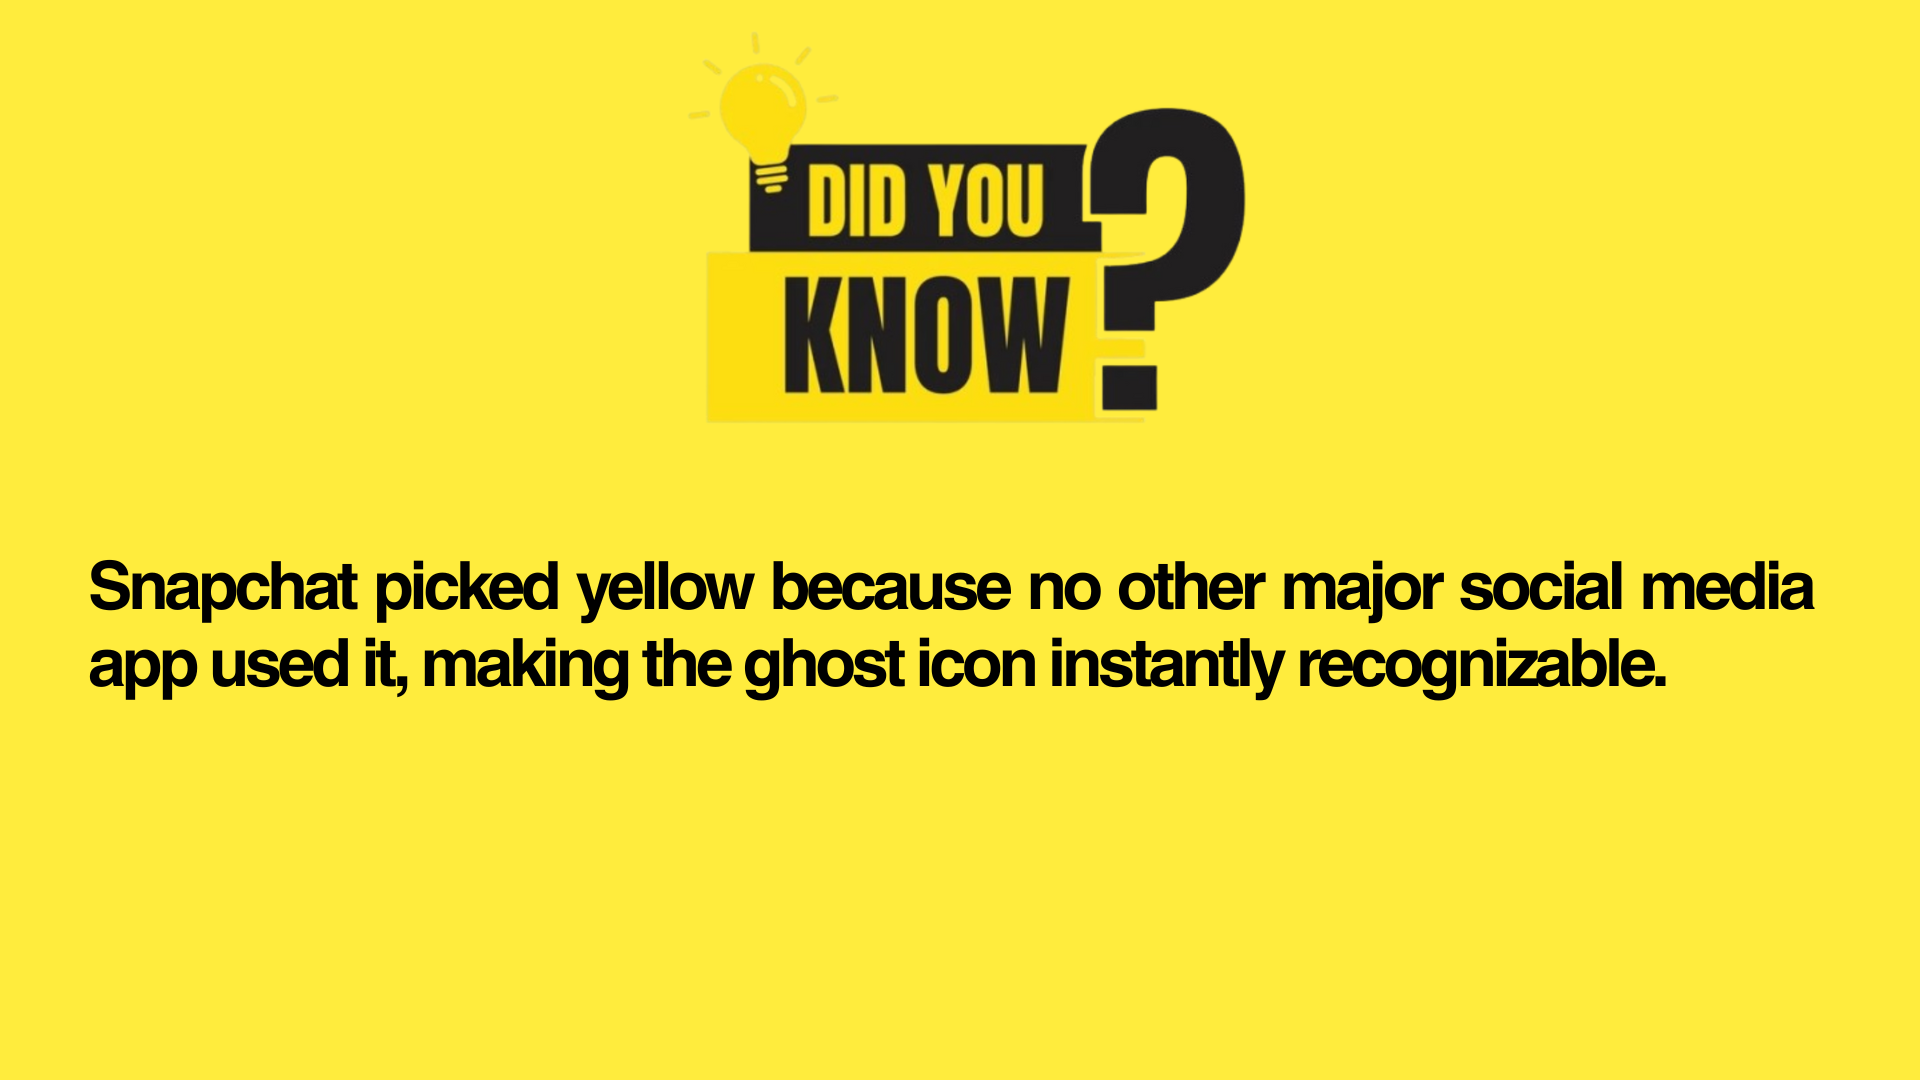 DID YOU
KNOW?
Snapchat picked yellow because no other major social media
app used it, making the ghost icon instantly recognizable.